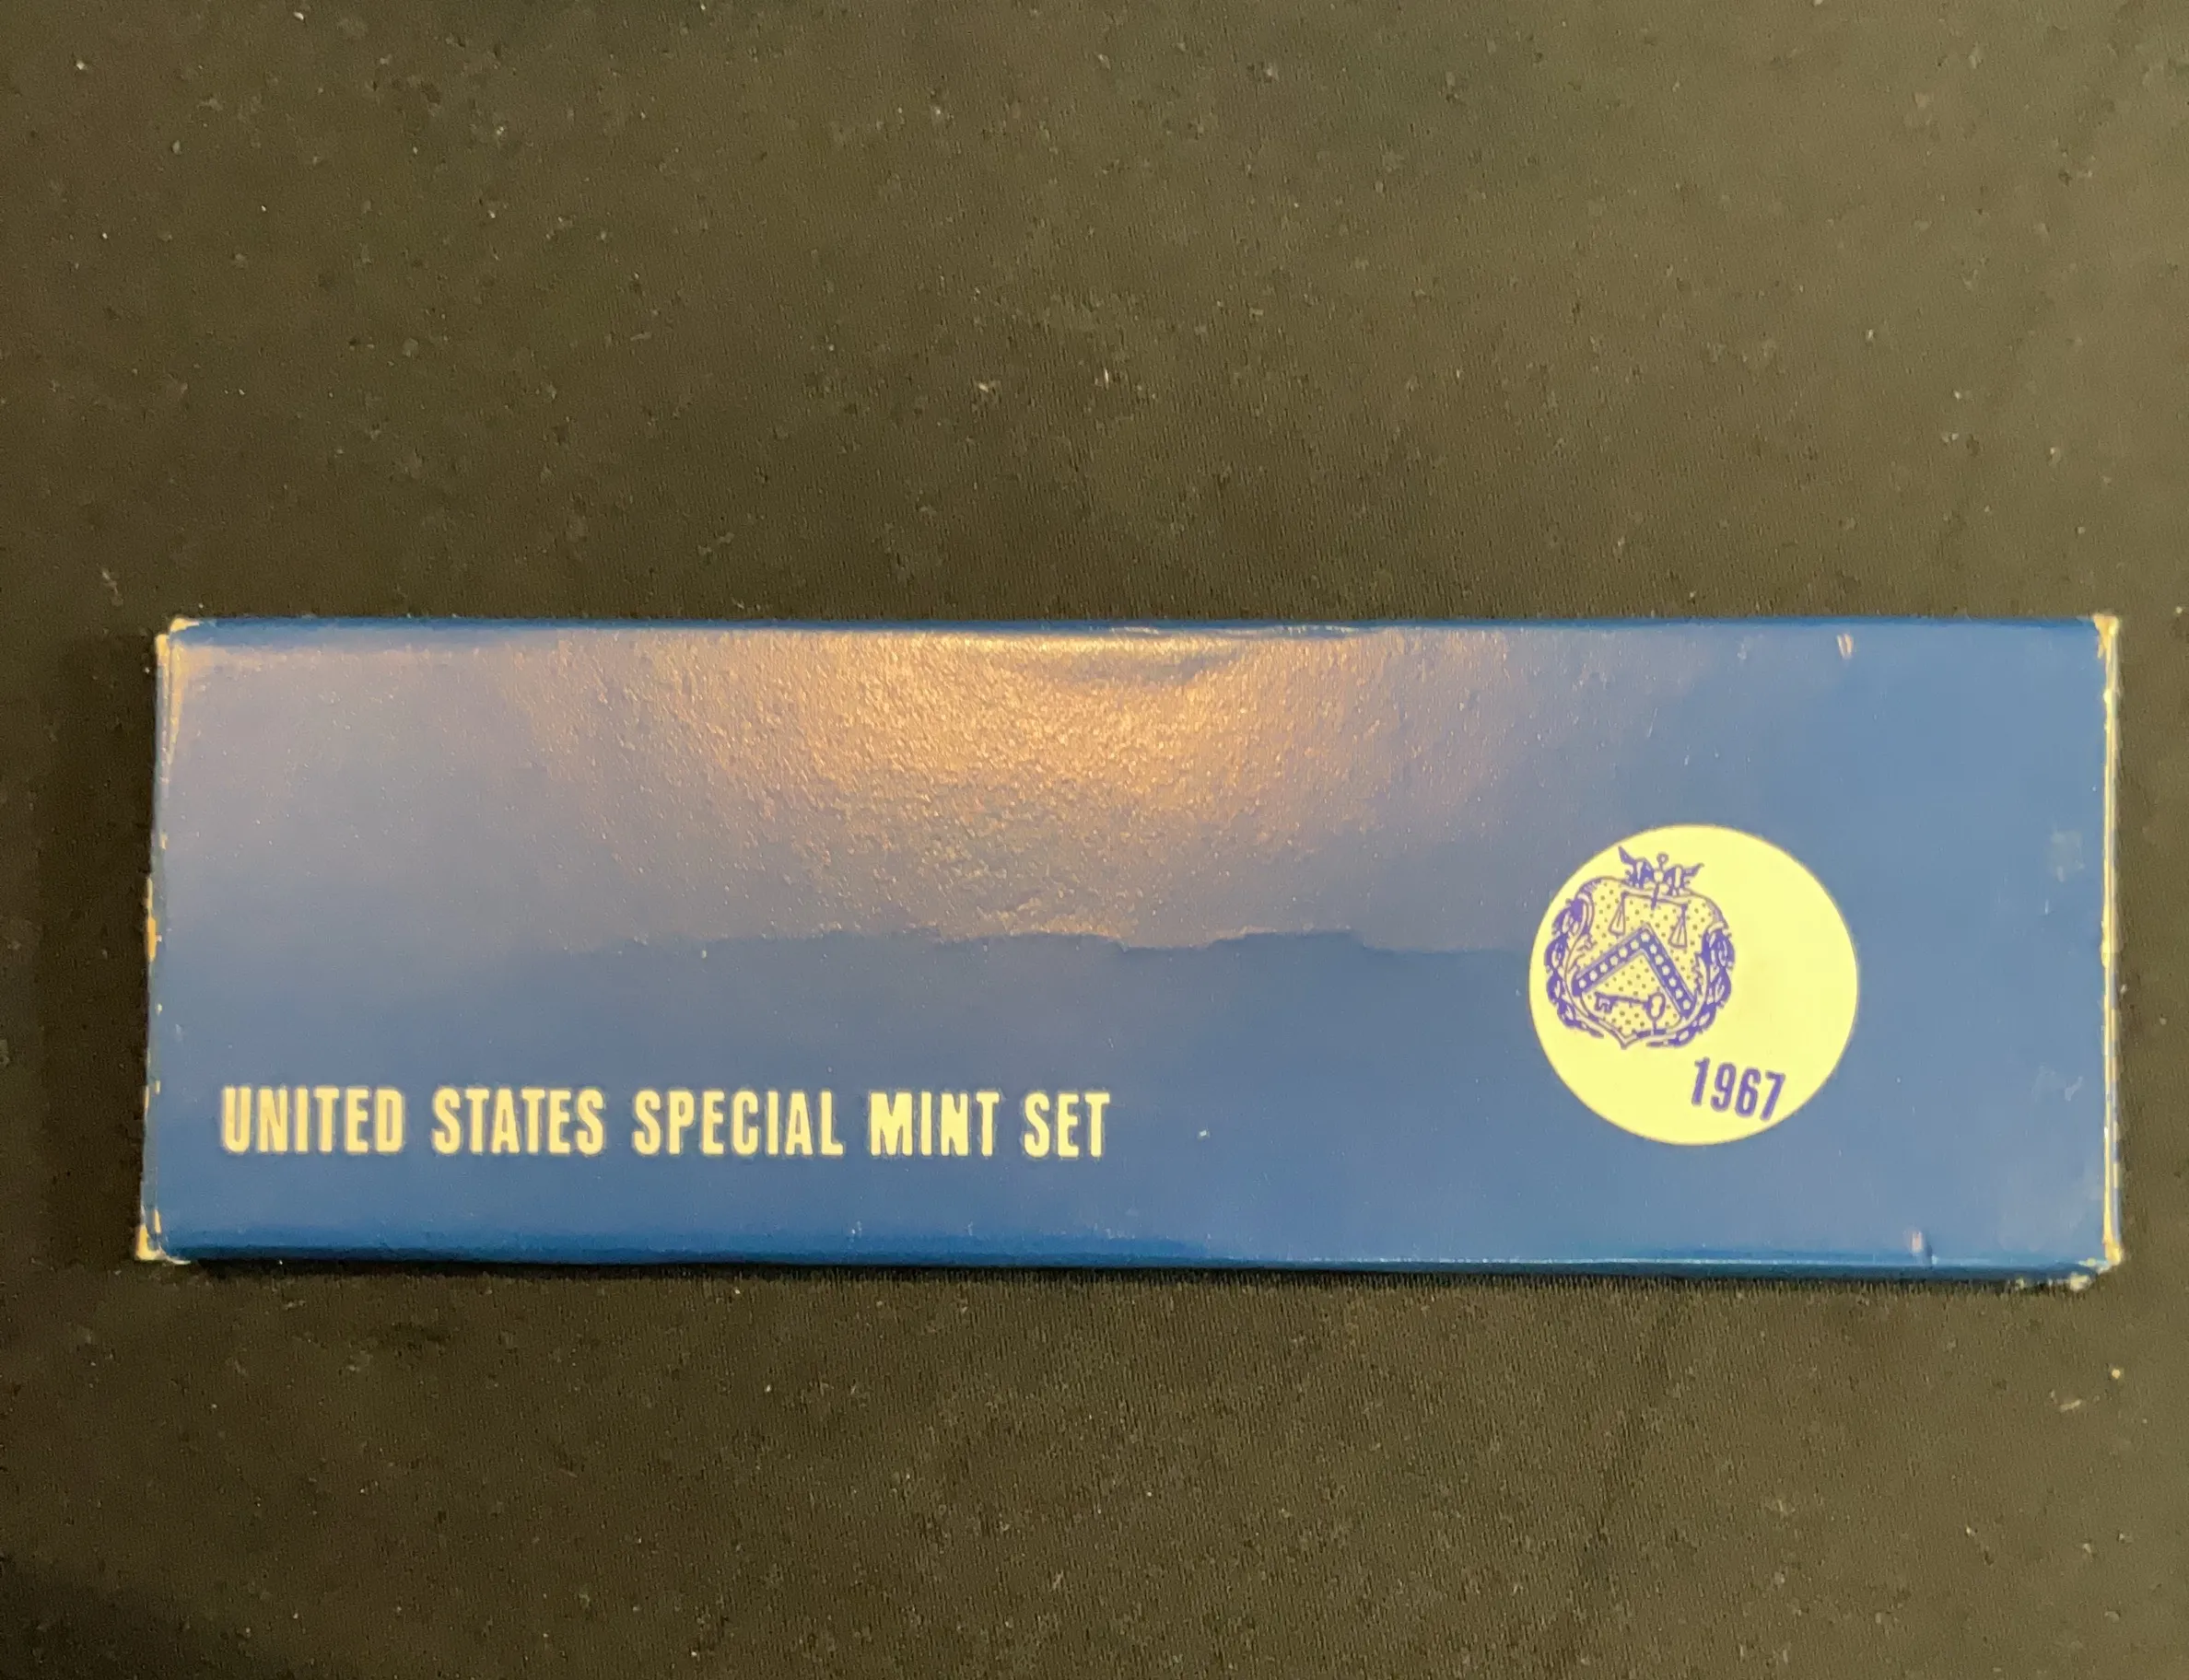 UNITED STATES SPECIAL MINT SET
1967